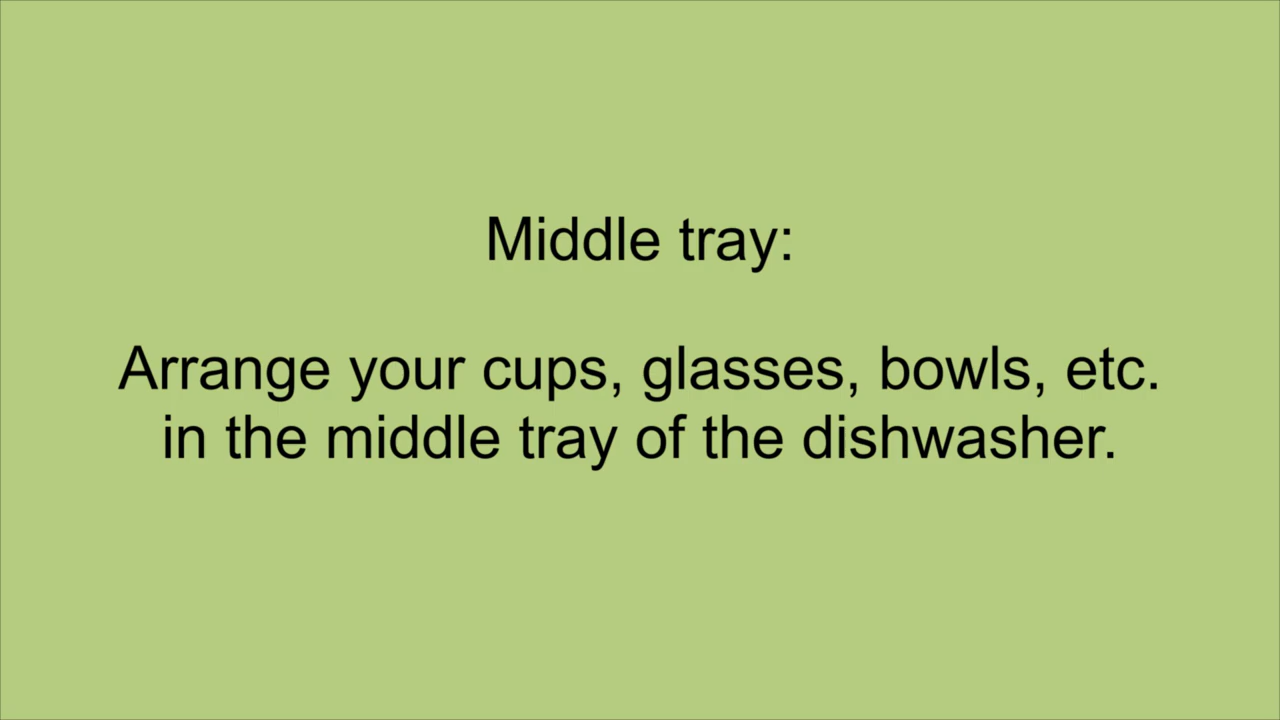 Middle tray:
Arrange your cups, glasses, bowls, etc.
in the middle tray of the dishwasher.